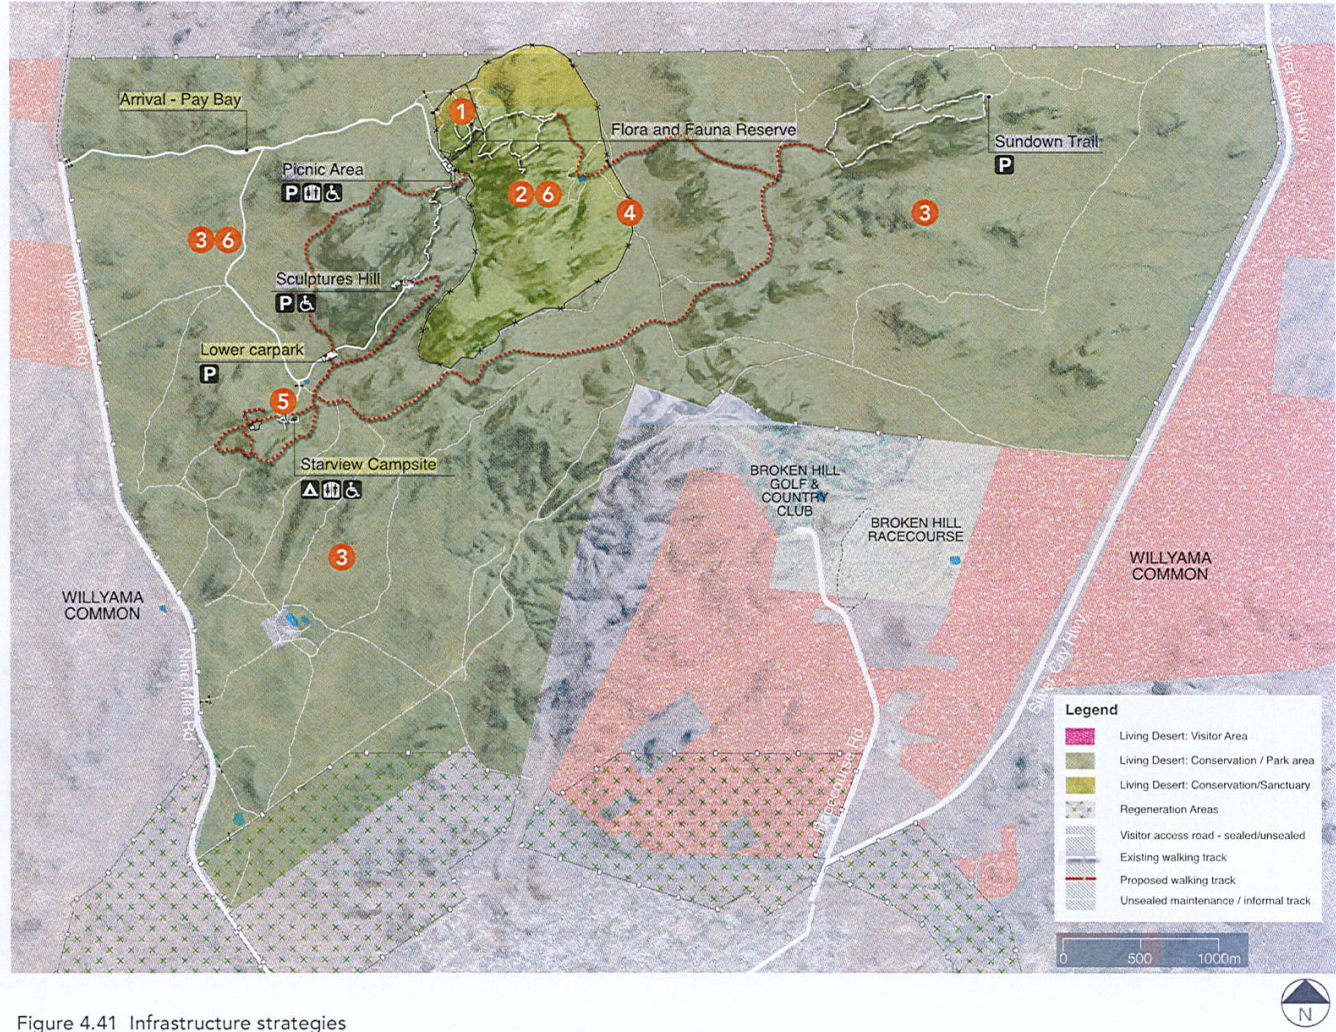 Silver City Hwy
Arrival - Pay Bay
1
Flora and Fauna Reserve
Sundown Trail
P
Picnic Area
P
2 6
4
3
3 6
Sculptures Hill
P
Nine Mile Rd
Lower carpark
P
5
Starview Campsite
BROKEN HILL
GOLF &
COUNTRY
CLUB
BROKEN HILL
RACECOURSE
3
WILLYAMA
COMMON
WILLYAMA
COMMON
Nine Mile Rd
Silver City Hwy
Racecourse Rd
Legend
Living Desert: Visitor Area
Living Desert: Conservation / Park area
Living Desert: Conservation/Sanctuary
Regeneration Areas
Visitor access road - sealed/unsealed
Existing walking track
Proposed walking track
Unsealed maintenance / informal track
0 500 1000m
N
Figure 4.41 Infrastructure strategies